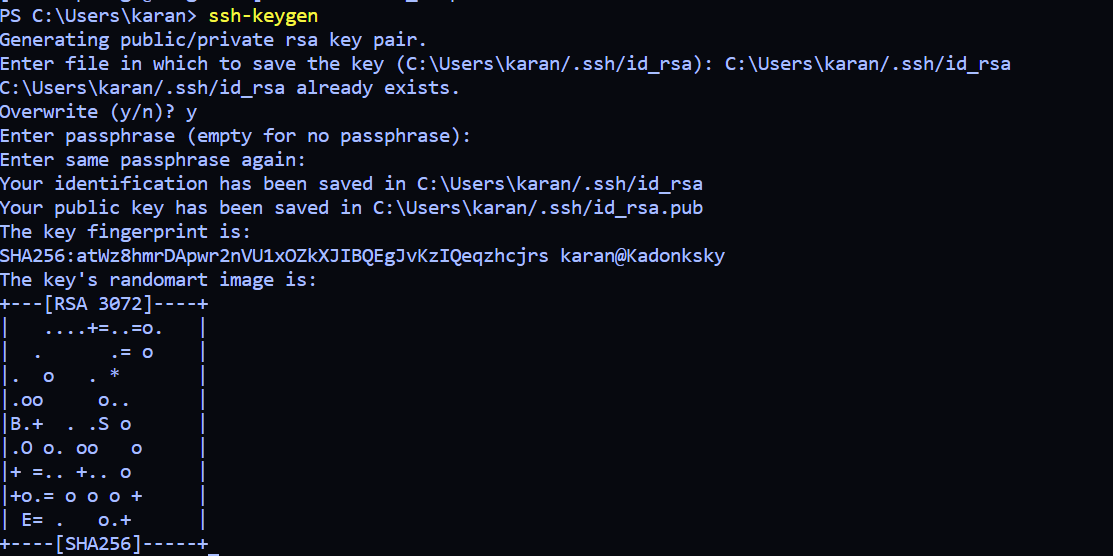 PS C:\Users\karan> ssh-keygen
Generating public/private rsa key pair.
Enter file in which to save the key (C:\Users\karan/.ssh/id_rsa): C:\Users\karan/.ssh/id_rsa
C:\Users\karan/.ssh/id_rsa already exists.
Overwrite (y/n)? y
Enter passphrase (empty for no passphrase):
Enter same passphrase again:
Your identification has been saved in C:\Users\karan/.ssh/id_rsa
Your public key has been saved in C:\Users\karan/.ssh/id_rsa.pub
The key fingerprint is:
SHA256:atWz8hmrDApwr2nVU1xOZkXJIBQEgJvKzIQeqzhcjrs karan@Kadonksky
The key's randomart image is:
+---[RSA 3072]----+
|   ....+=..=o.   |
|  .      .= o    |
|.  o   . *       |
|.oo     o..      |
|B.+  . .S o      |
|.O o. oo   o     |
|+ =.. +.. o      |
|+o.= o o o +     |
| E= .   o.+      |
+----[SHA256]-----+